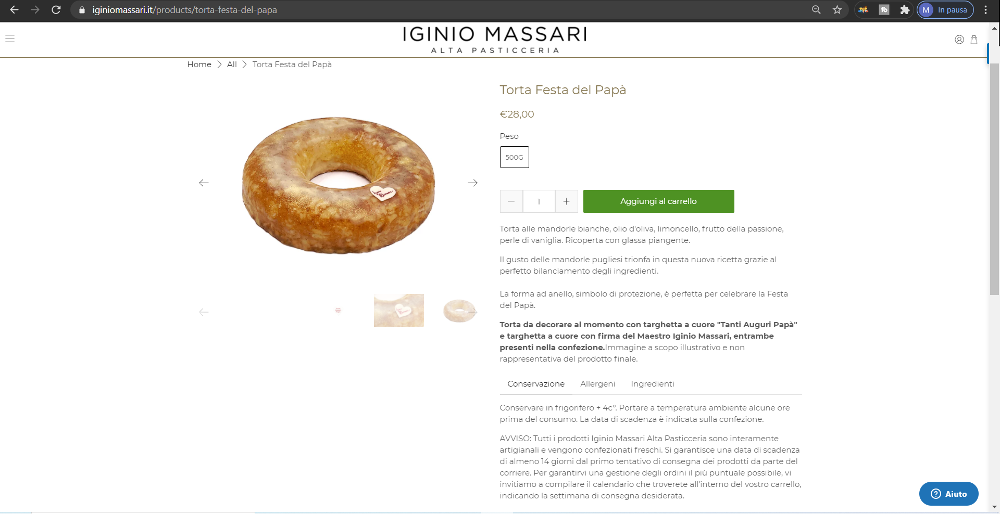 iginiomassari.it/products/torta-festa-del-papa
tb
M
In pausa
IGINIO MASSARI
ALTA PASTICCERIA
Home
All
Torta Festa del Papà
Torta Festa del Papà
€28,00
Peso
500G
1
Aggiungi al carrello
Torta alle mandorle bianche, olio d'oliva, limoncello, frutto della passione,
perle di vaniglia. Ricoperta con glassa piangente.
Il gusto delle mandorle pugliesi trionfa in questa nuova ricetta grazie al
perfetto bilanciamento degli ingredienti.
La forma ad anello, simbolo di protezione, è perfetta per celebrare la Festa
del Papà.
Torta da decorare al momento con targhetta a cuore "Tanti Auguri Papà"
e targhetta a cuore con firma del Maestro Iginio Massari, entrambe
presenti nella confezione.Immagine a scopo illustrativo e non
rappresentativa del prodotto finale.
Conservazione
Allergeni
Ingredienti
Conservare in frigorifero + 4c°. Portare a temperatura ambiente alcune ore
prima del consumo. La data di scadenza è indicata sulla confezione.
AVVISO: Tutti i prodotti Iginio Massari Alta Pasticceria sono interamente
artigianali e vengono confezionati freschi. Si garantisce una data di scadenza
di almeno 14 giorni dal primo tentativo di consegna dei prodotti da parte del
corriere. Per garantirvi una gestione degli ordini il più puntuale possibile, vi
invitiamo a compilare il calendario che troverete all'interno del vostro carrello,
indicando la settimana di consegna desiderata.
Aiuto